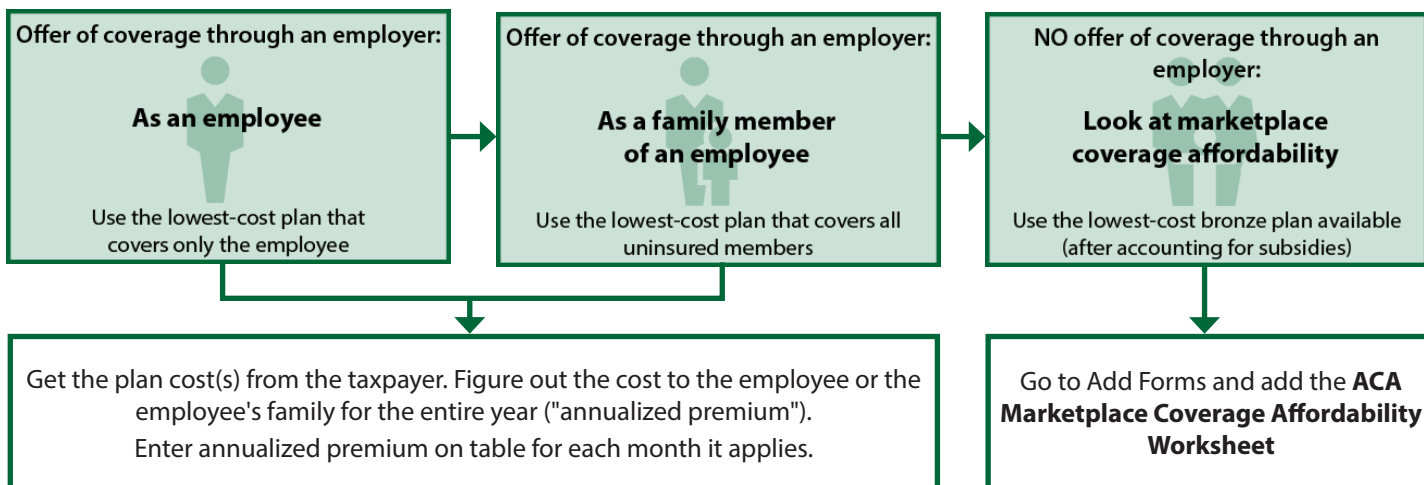 Offer of coverage through an employer:
As an employee
Use the lowest-cost plan that
covers only the employee
Offer of coverage through an employer:
As a family member
of an employee
Use the lowest-cost plan that covers all
uninsured members
NO offer of coverage through an
employer:
Look at marketplace
coverage affordability
Use the lowest-cost bronze plan available
(after accounting for subsidies)
Get the plan cost(s) from the taxpayer. Figure out the cost to the employee or the
employee's family for the entire year ("annualized premium").
Enter annualized premium on table for each month it applies.
Go to Add Forms and add the ACA
Marketplace Coverage Affordability
Worksheet